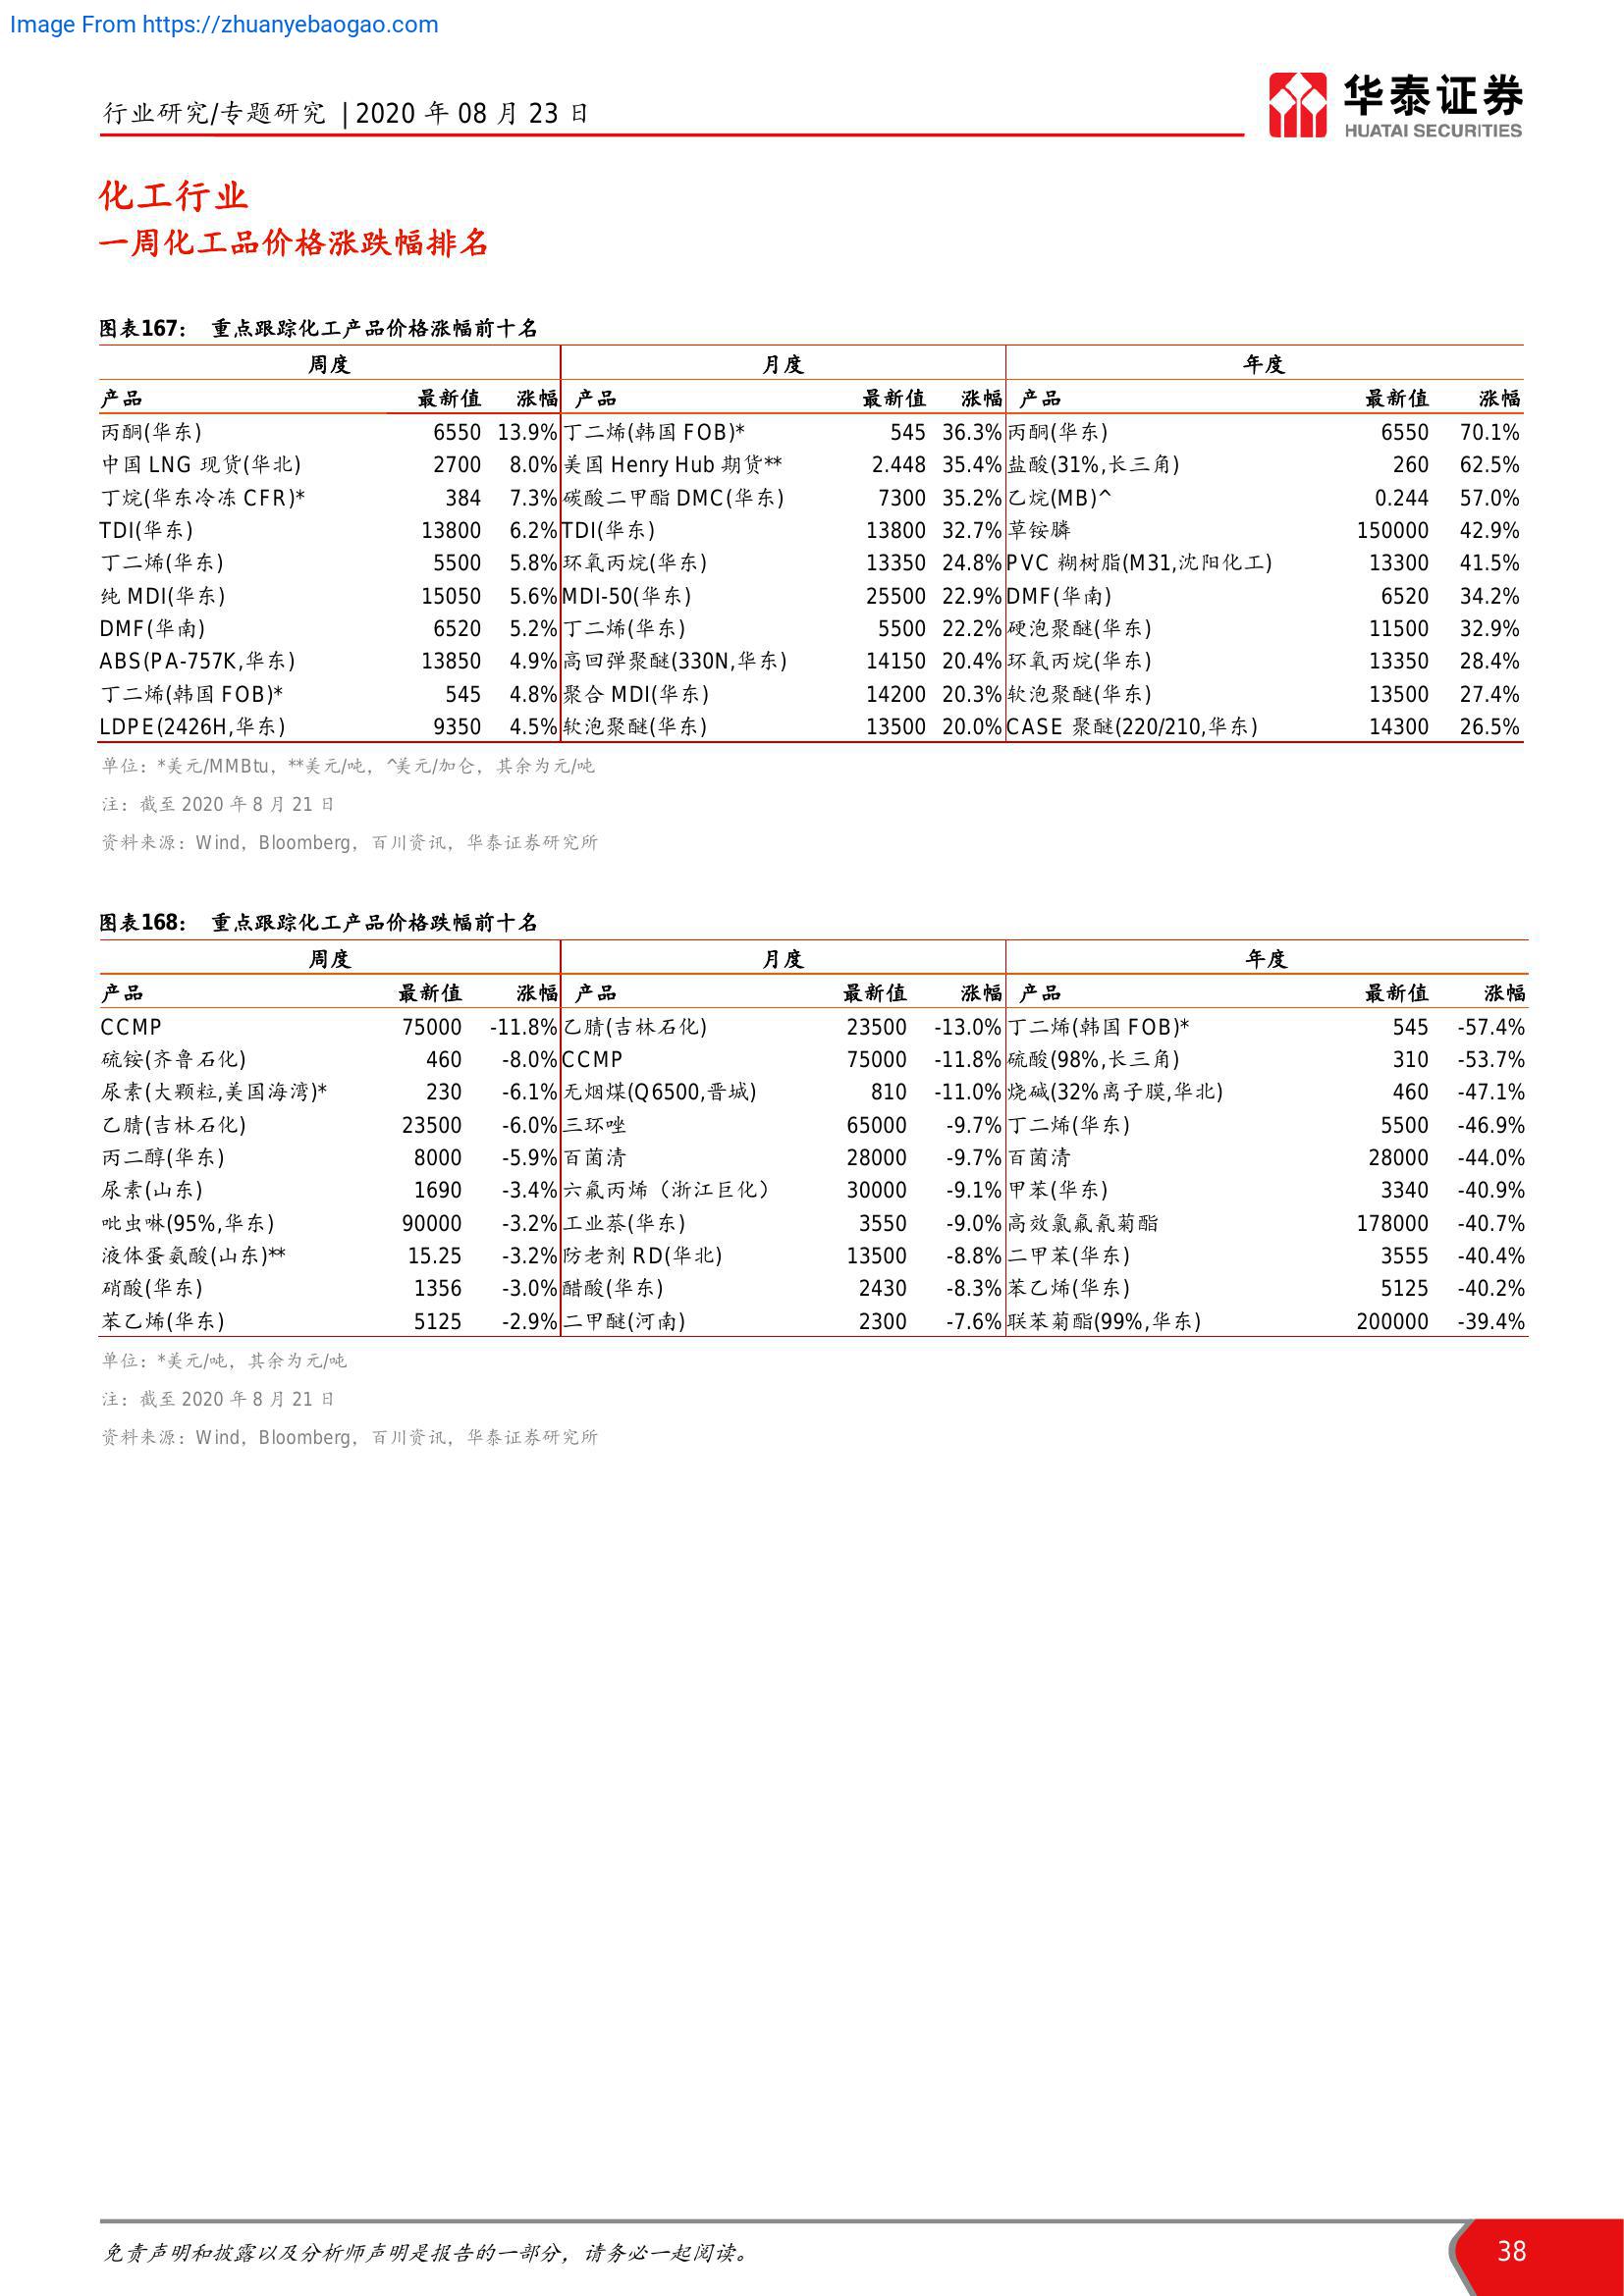 Image From https://zhuanyebaogao.com
行业研究/专题研究 | 2020 年 08 月 23 日
华泰证券
HUATAI SECURITIES
化工行业
一周化工品价格涨跌幅排名
图表167： 重点跟踪化工产品价格涨幅前十名
周度 月度 年度
产品 最新值 涨幅 产品 最新值 涨幅 产品 最新值 涨幅
丙酮(华东) 6550 13.9% 丁二烯(韩国 FOB)* 545 36.3% 丙酮(华东) 6550 70.1%
中国 LNG 现货(华北) 2700 8.0% 美国 Henry Hub 期货** 2.448 35.4% 盐酸(31%,长三角) 260 62.5%
丁烷(华东冷冻 CFR)* 384 7.3% 碳酸二甲酯 DMC(华东) 7300 35.2% 乙烷(MB)^ 0.244 57.0%
TDI(华东) 13800 6.2% TDI(华东) 13800 32.7% 草铵膦 150000 42.9%
丁二烯(华东) 5500 5.8% 环氧丙烷(华东) 13350 24.8% PVC 糊树脂(M31,沈阳化工) 13300 41.5%
纯 MDI(华东) 15050 5.6% MDI-50(华东) 25500 22.9% DMF(华南) 6520 34.2%
DMF(华南) 6520 5.2% 丁二烯(华东) 5500 22.2% 硬泡聚醚(华东) 11500 32.9%
ABS(PA-757K,华东) 13850 4.9% 高回弹聚醚(330N,华东) 14150 20.4% 环氧丙烷(华东) 13350 28.4%
丁二烯(韩国 FOB)* 545 4.8% 聚合 MDI(华东) 14200 20.3% 软泡聚醚(华东) 13500 27.4%
LDPE(2426H,华东) 9350 4.5% 软泡聚醚(华东) 13500 20.0% CASE 聚醚(220/210,华东) 14300 26.5%
单位：*美元/MMBtu，**美元/吨，^美元/加仑，其余为元/吨
注：截至 2020 年 8 月 21 日
资料来源：Wind，Bloomberg，百川资讯，华泰证券研究所
图表168： 重点跟踪化工产品价格跌幅前十名
周度 月度 年度
产品 最新值 涨幅 产品 最新值 涨幅 产品 最新值 涨幅
CCMP 75000 -11.8% 乙腈(吉林石化) 23500 -13.0% 丁二烯(韩国 FOB)* 545 -57.4%
硫铵(齐鲁石化) 460 -8.0% CCMP 75000 -11.8% 硫酸(98%,长三角) 310 -53.7%
尿素(大颗粒,美国海湾)* 230 -6.1% 无烟煤(Q6500,晋城) 810 -11.0% 烧碱(32%离子膜,华北) 460 -47.1%
乙腈(吉林石化) 23500 -6.0% 三环唑 65000 -9.7% 丁二烯(华东) 5500 -46.9%
丙二醇(华东) 8000 -5.9% 百菌清 28000 -9.7% 百菌清 28000 -44.0%
尿素(山东) 1690 -3.4% 六氟丙烯（浙江巨化） 30000 -9.1% 甲苯(华东) 3340 -40.9%
吡虫啉(95%,华东) 90000 -3.2% 工业萘(华东) 3550 -9.0% 高效氯氟氰菊酯 178000 -40.7%
液体蛋氨酸(山东)** 15.25 -3.2% 防老剂 RD(华北) 13500 -8.8% 二甲苯(华东) 3555 -40.4%
硝酸(华东) 1356 -3.0% 醋酸(华东) 2430 -8.3% 苯乙烯(华东) 5125 -40.2%
苯乙烯(华东) 5125 -2.9% 二甲醚(河南) 2300 -7.6% 联苯菊酯(99%,华东) 200000 -39.4%
单位：*美元/吨，其余为元/吨
注：截至 2020 年 8 月 21 日
资料来源：Wind，Bloomberg，百川资讯，华泰证券研究所
免责声明和披露以及分析师声明是报告的一部分，请务必一起阅读。
38